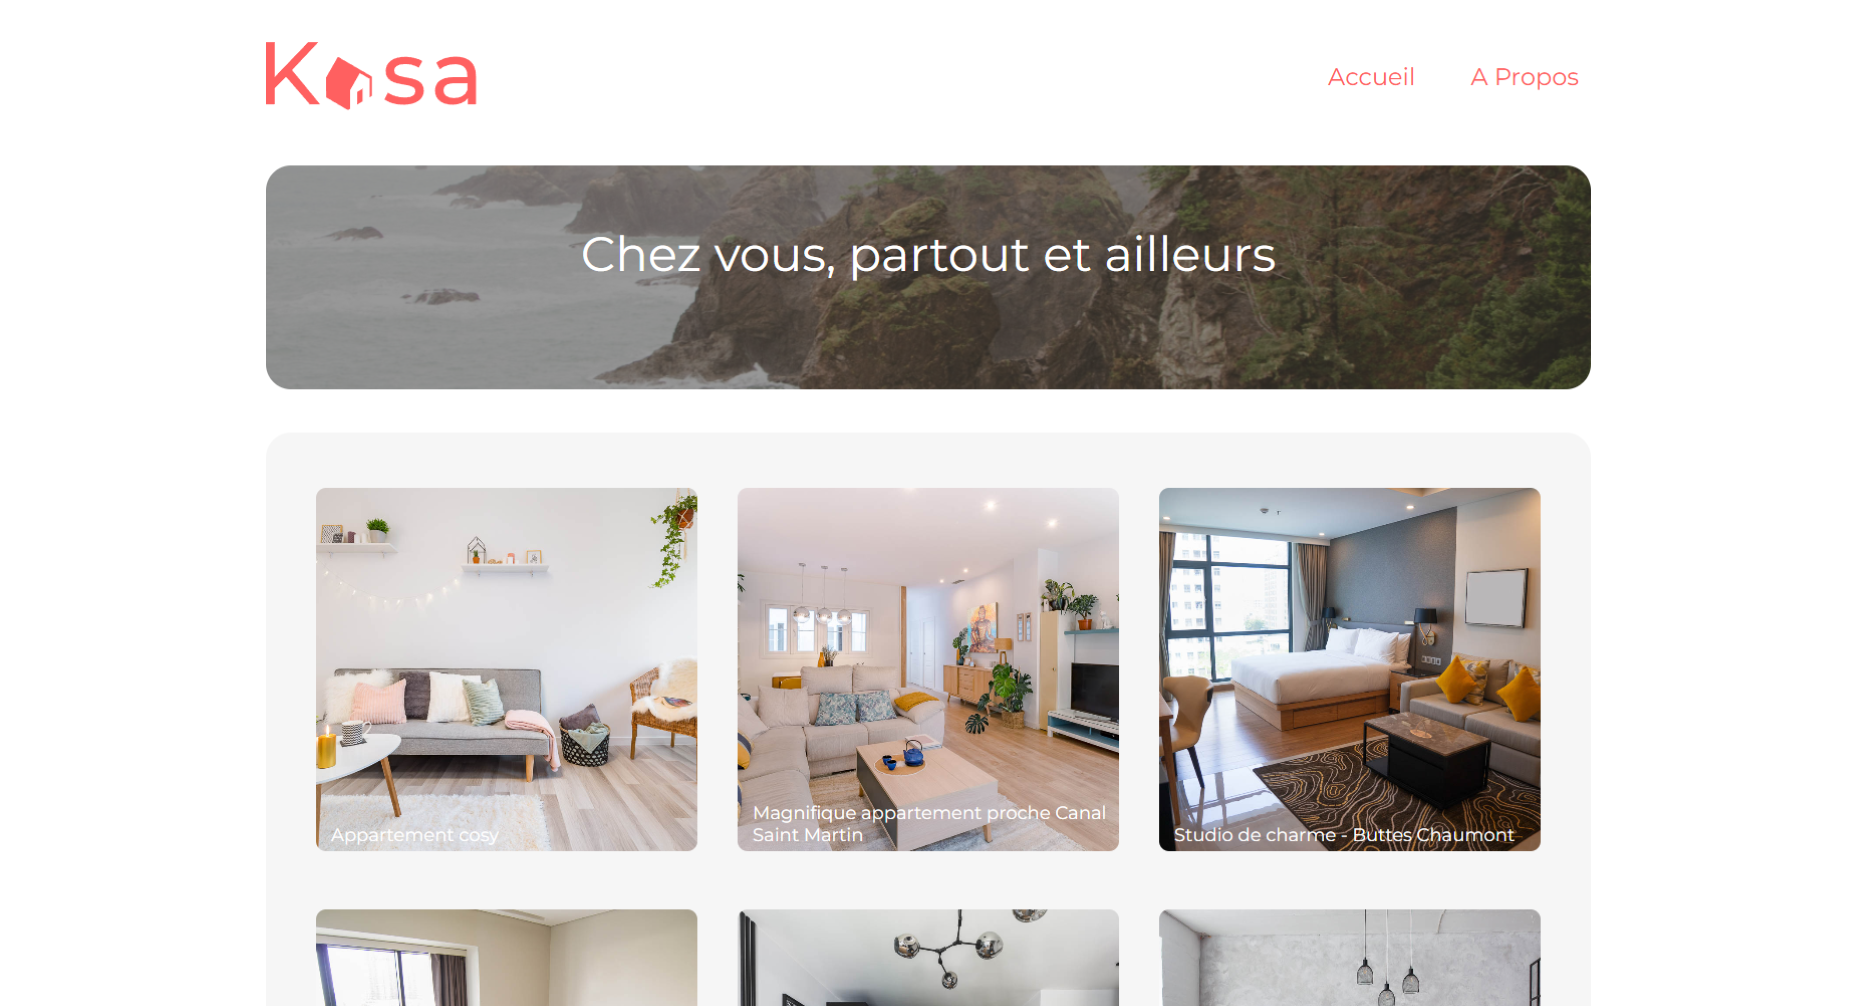 Kasa
Accueil
A Propos
Chez vous, partout et ailleurs
Appartement cosy
Magnifique appartement proche Canal
Saint Martin
Studio de charme - Buttes Chaumont